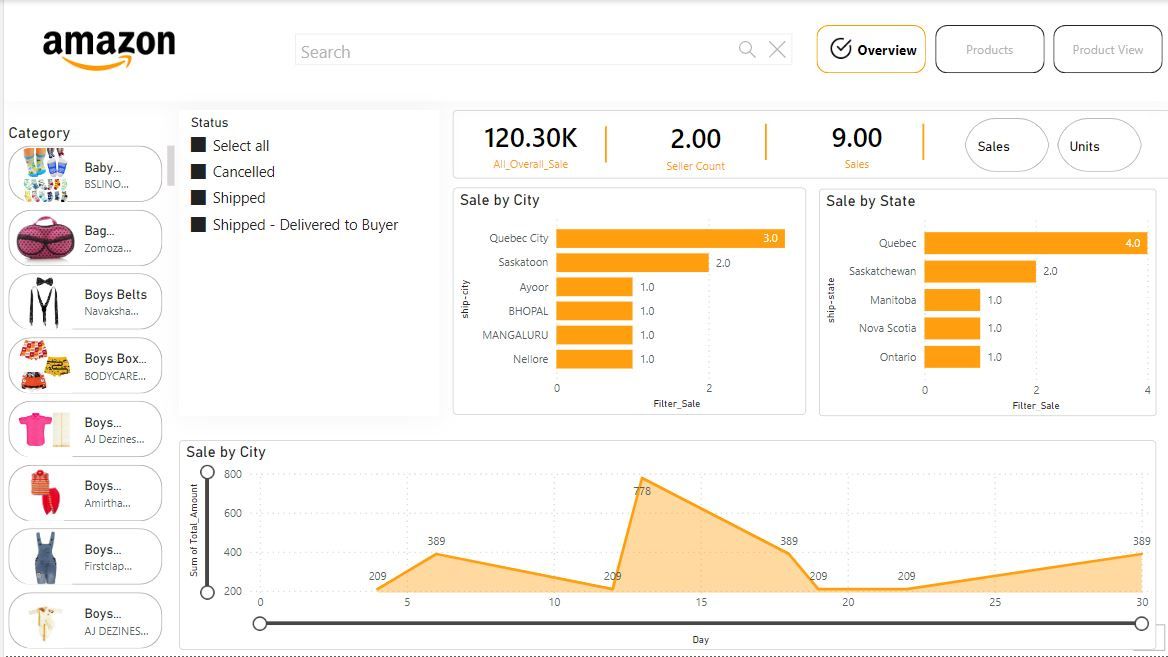 amazon
Search
Overview
Products
Product View
Category
Baby...
BSLINO...
Bag...
Zomoza...
Boys Belts
Navaksha...
Boys Box...
BODYCARE...
Boys...
AJ Dezines...
Boys...
Amirtha...
Boys...
Firstclap...
Boys...
AJ DEZINES...
Status
Select all
Cancelled
Shipped
Shipped - Delivered to Buyer
120.30K
All_Overall_Sale
2.00
Seller Count
9.00
Sales
Sales
Units
Sale by City
ship-city
Quebec City 3.0
Saskatoon 2.0
Ayoor 1.0
BHOPAL 1.0
MANGALURU 1.0
Nellore 1.0
0 2
Filter_Sale
Sale by State
ship-state
Quebec 4.0
Saskatchewan 2.0
Manitoba 1.0
Nova Scotia 1.0
Ontario 1.0
0 2 4
Filter_Sale
Sale by City
Sum of Total_Amount
800
600
400
200
209 389 209 778 389 209 209 389
0 5 10 15 20 25 30
Day